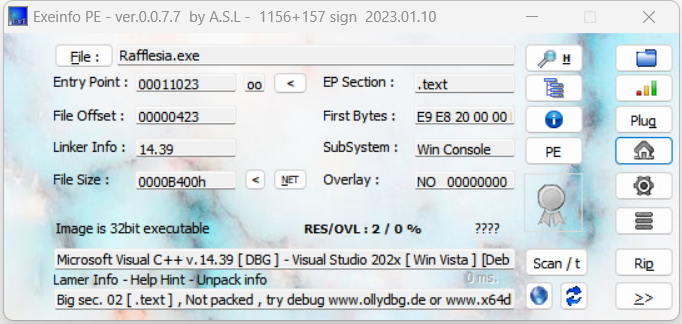 Exeinfo PE - ver.0.0.7.7 by A.S.L - 1156+157 sign 2023.01.10
File : Rafflesia.exe H
Entry Point : 00011023 oo < EP Section : .text
File Offset : 00000423 First Bytes : E9 E8 20 00 00 Plug
Linker Info : 14.39 SubSystem : Win Console PE
File Size : 0000B400h < NET Overlay : NO 00000000
Image is 32bit executable RES/OVL : 2 / 0 % ????
Microsoft Visual C++ v.14.39 [ DBG ] - Visual Studio 202x [ Win Vista ] [Deb Scan / t Rip
Lamer Info - Help Hint - Unpack info 0 ms.
Big sec. 02 [ .text ] , Not packed , try debug www.ollydbg.de or www.x64d >>